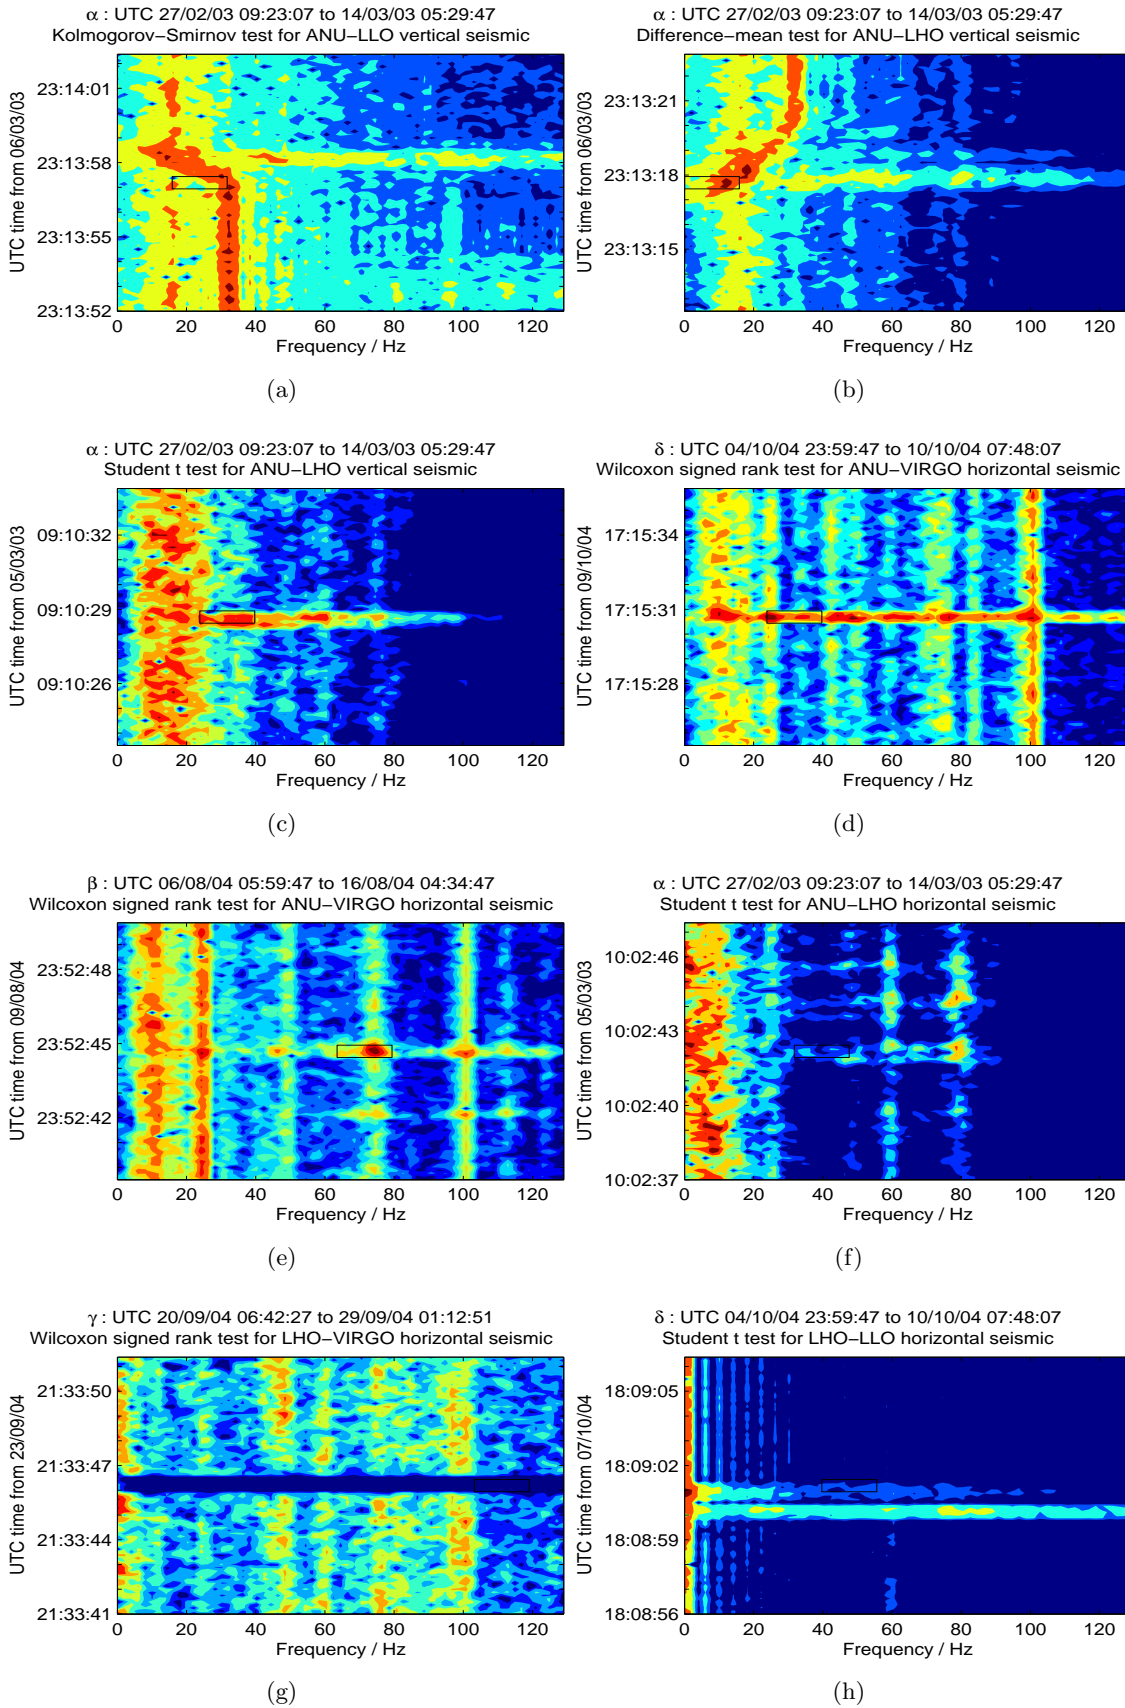 α : UTC 27/02/03 09:23:07 to 14/03/03 05:29:47
Kolmogorov−Smirnov test for ANU−LLO vertical seismic
UTC time from 06/03/03
23:14:01
23:13:58
23:13:55
23:13:52
0 20 40 60 80 100 120
Frequency / Hz
(a)
α : UTC 27/02/03 09:23:07 to 14/03/03 05:29:47
Difference−mean test for ANU−LHO vertical seismic
UTC time from 06/03/03
23:13:21
23:13:18
23:13:15
0 20 40 60 80 100 120
Frequency / Hz
(b)
α : UTC 27/02/03 09:23:07 to 14/03/03 05:29:47
Student t test for ANU−LHO vertical seismic
UTC time from 05/03/03
09:10:32
09:10:29
09:10:26
0 20 40 60 80 100 120
Frequency / Hz
(c)
δ : UTC 04/10/04 23:59:47 to 10/10/04 07:48:07
Wilcoxon signed rank test for ANU−VIRGO horizontal seismic
UTC time from 09/10/04
17:15:34
17:15:31
17:15:28
0 20 40 60 80 100 120
Frequency / Hz
(d)
β : UTC 06/08/04 05:59:47 to 16/08/04 04:34:47
Wilcoxon signed rank test for ANU−VIRGO horizontal seismic
UTC time from 09/08/04
23:52:48
23:52:45
23:52:42
0 20 40 60 80 100 120
Frequency / Hz
(e)
α : UTC 27/02/03 09:23:07 to 14/03/03 05:29:47
Student t test for ANU−LHO horizontal seismic
UTC time from 05/03/03
10:02:46
10:02:43
10:02:40
10:02:37
0 20 40 60 80 100 120
Frequency / Hz
(f)
γ : UTC 20/09/04 06:42:27 to 29/09/04 01:12:51
Wilcoxon signed rank test for LHO−VIRGO horizontal seismic
UTC time from 23/09/04
21:33:50
21:33:47
21:33:44
21:33:41
0 20 40 60 80 100 120
Frequency / Hz
(g)
δ : UTC 04/10/04 23:59:47 to 10/10/04 07:48:07
Student t test for LHO−LLO horizontal seismic
UTC time from 07/10/04
18:09:05
18:09:02
18:08:59
18:08:56
0 20 40 60 80 100 120
Frequency / Hz
(h)